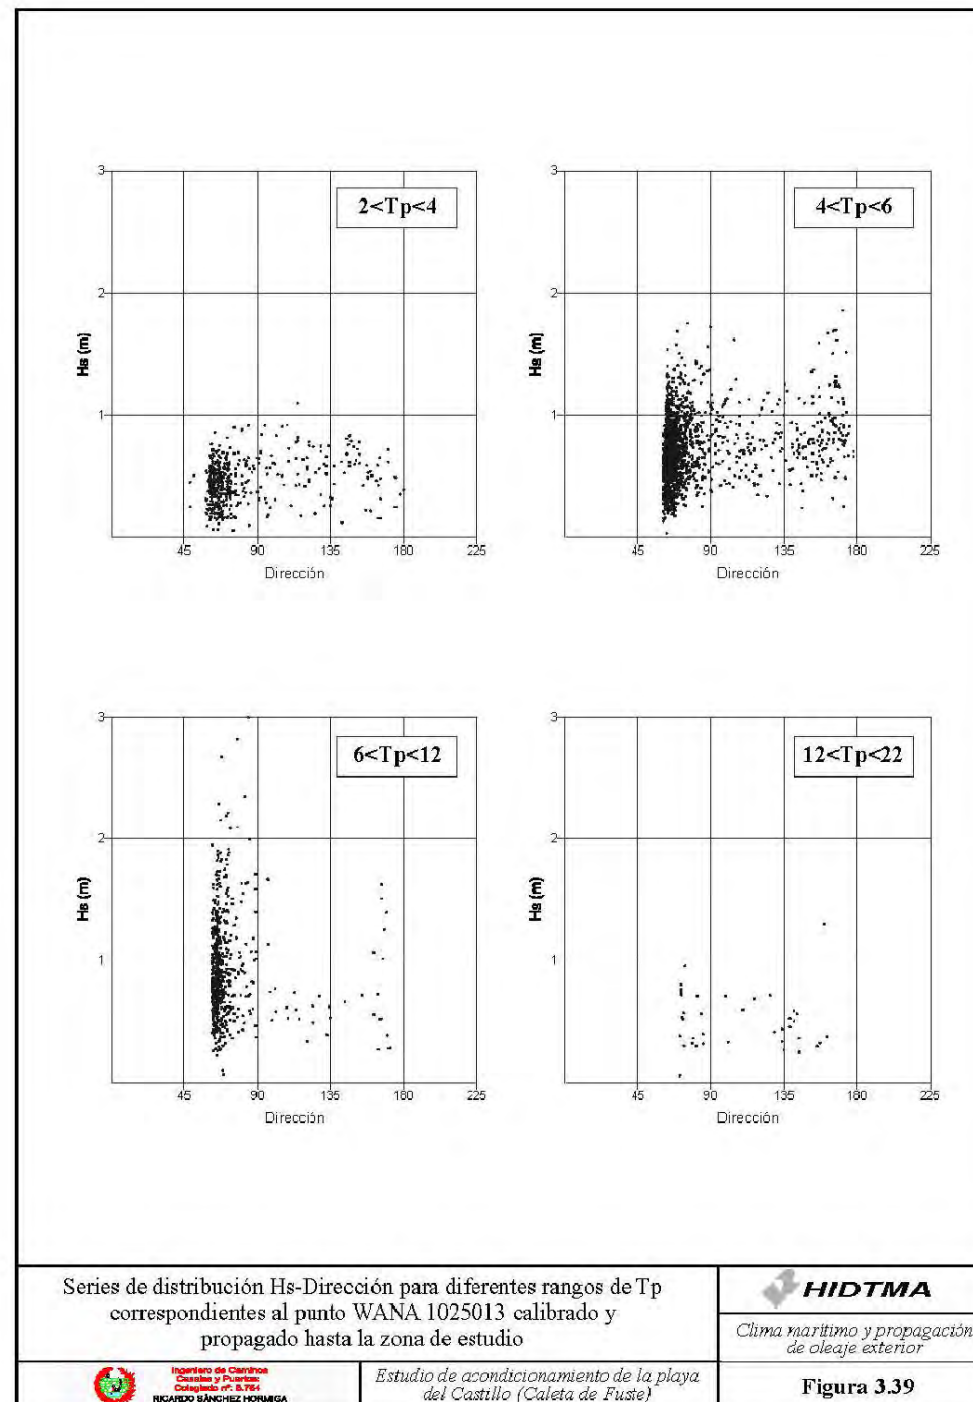 3
2<Tp<4
2
Hs (m)
1
45 90 135 180 225
Dirección
3
4<Tp<6
2
Hs (m)
1
45 90 135 180 225
Dirección
3
6<Tp<12
2
Hs (m)
1
45 90 135 180 225
Dirección
3
12<Tp<22
2
Hs (m)
1
45 90 135 180 225
Dirección
Series de distribución Hs-Dirección para diferentes rangos de Tp
correspondientes al punto WANA 1025013 calibrado y
propagado hasta la zona de estudio
HIDTMA
Clima marítimo y propagación
de oleaje exterior
Ingeniero de Caminos
Canales y Puertos:
Colegiado nº: 5.764
RICARDO SÁNCHEZ HORMIGA
Estudio de acondicionamiento de la playa
del Castillo (Caleta de Fuste)
Figura 3.39